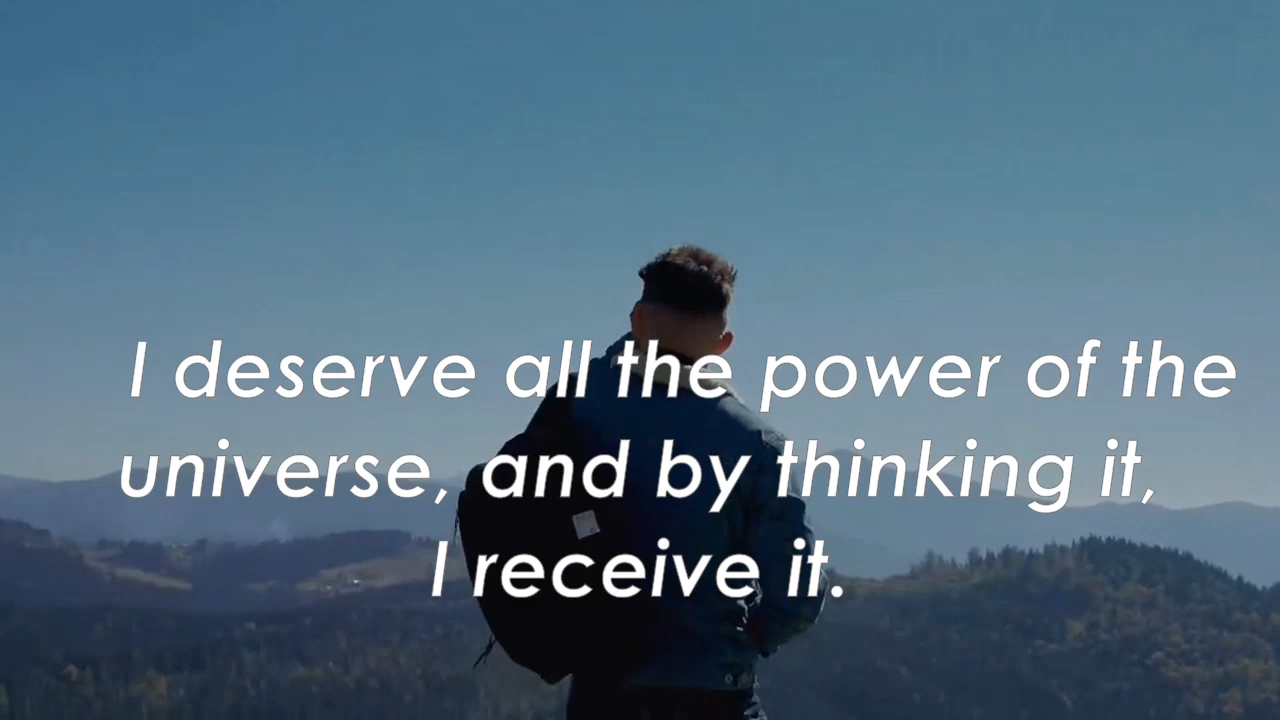 I deserve all the power of the
universe, and by thinking it,
I receive it.